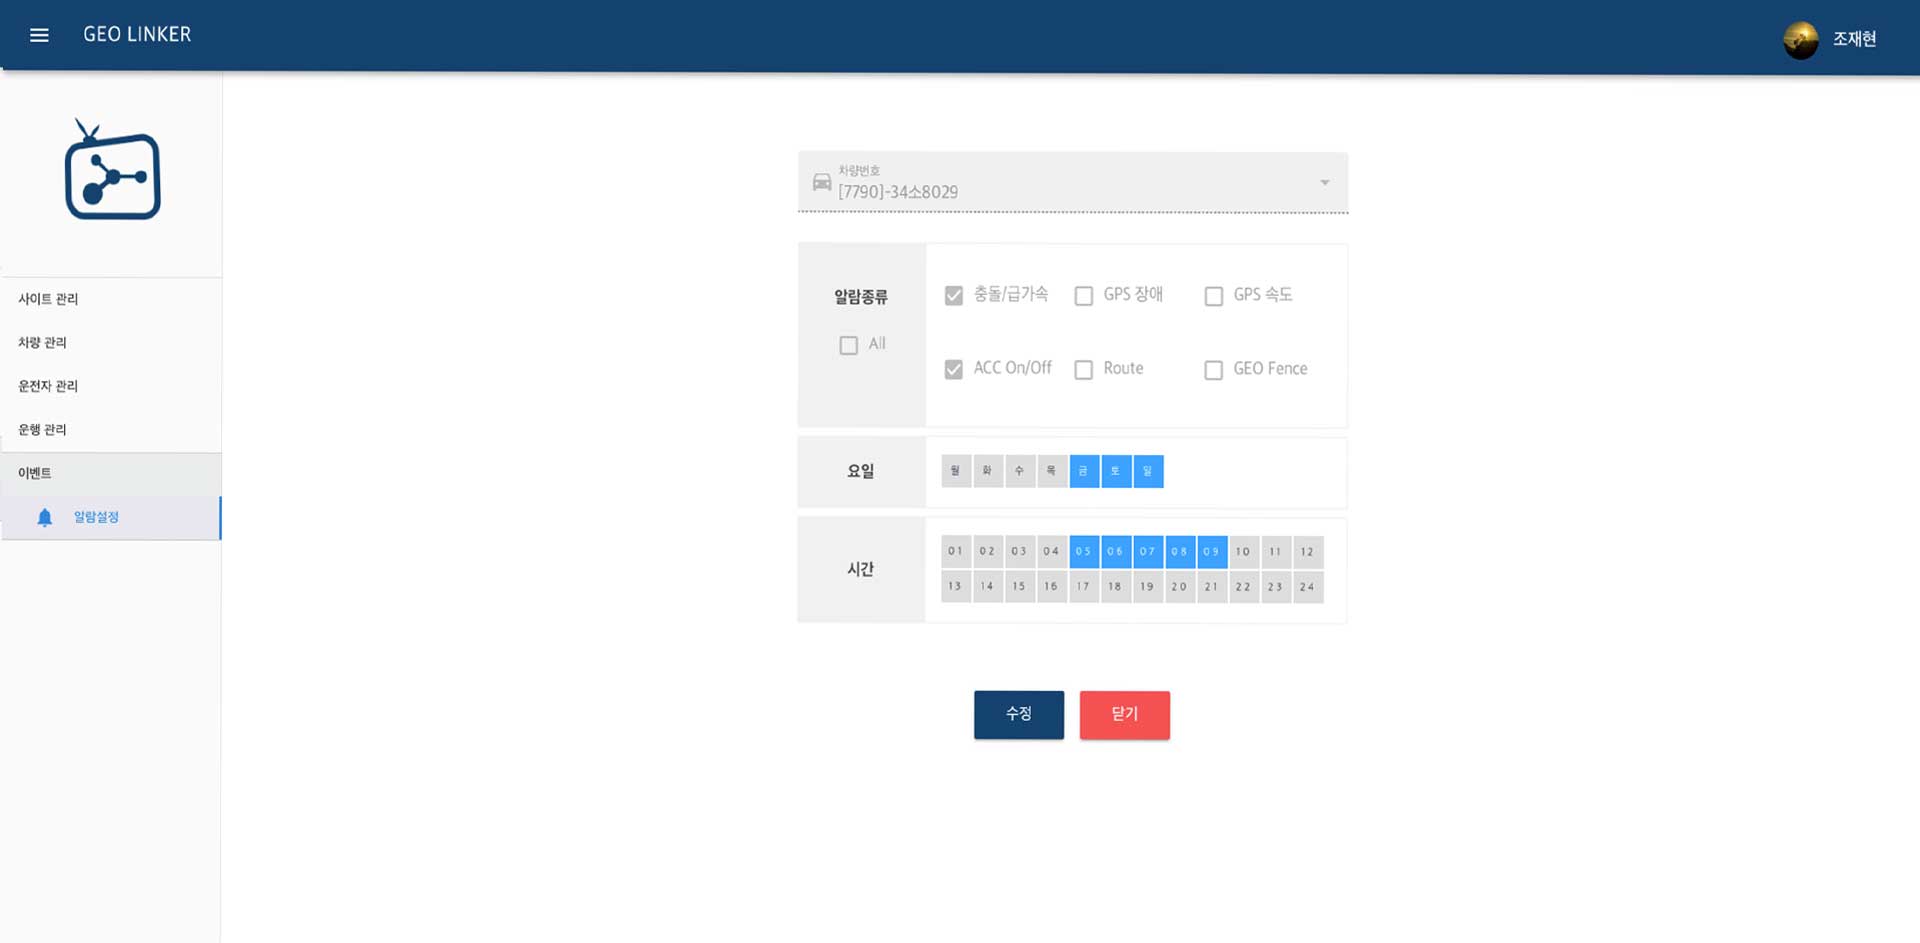 GEO LINKER
조재현
사이트 관리
차량 관리
운전자 관리
운행 관리
이벤트
알람설정
차량번호
[7790]-34소8029
알람종류
All
충돌/급가속 GPS 장애 GPS 속도
ACC On/Off Route GEO Fence
요일
월 화 수 목 금 토 일
시간
01 02 03 04 05 06 07 08 09 10 11 12
13 14 15 16 17 18 19 20 21 22 23 24
수정 닫기